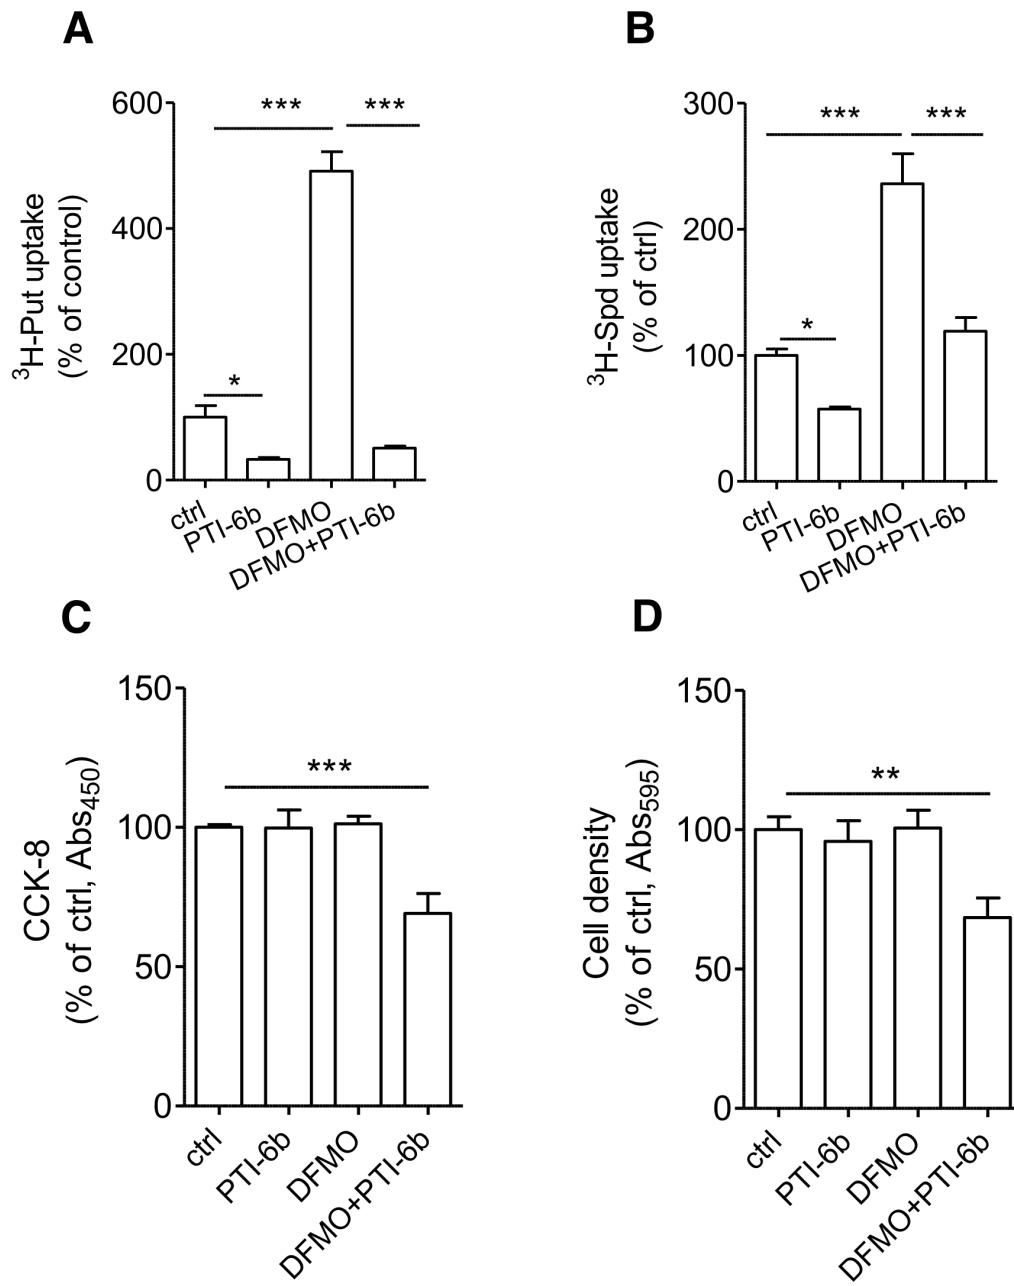 A
³H-Put uptake
(% of control)
600
400
200
0
***
***
*
ctrl
PTI-6b
DFMO
DFMO+PTI-6b
B
³H-Spd uptake
(% of ctrl)
300
200
100
0
***
***
*
ctrl
PTI-6b
DFMO
DFMO+PTI-6b
C
CCK-8
(% of ctrl, Abs₄₅₀)
150
100
50
0
***
ctrl
PTI-6b
DFMO
DFMO+PTI-6b
D
Cell density
(% of ctrl, Abs₅₉₅)
150
100
50
0
**
ctrl
PTI-6b
DFMO
DFMO+PTI-6b